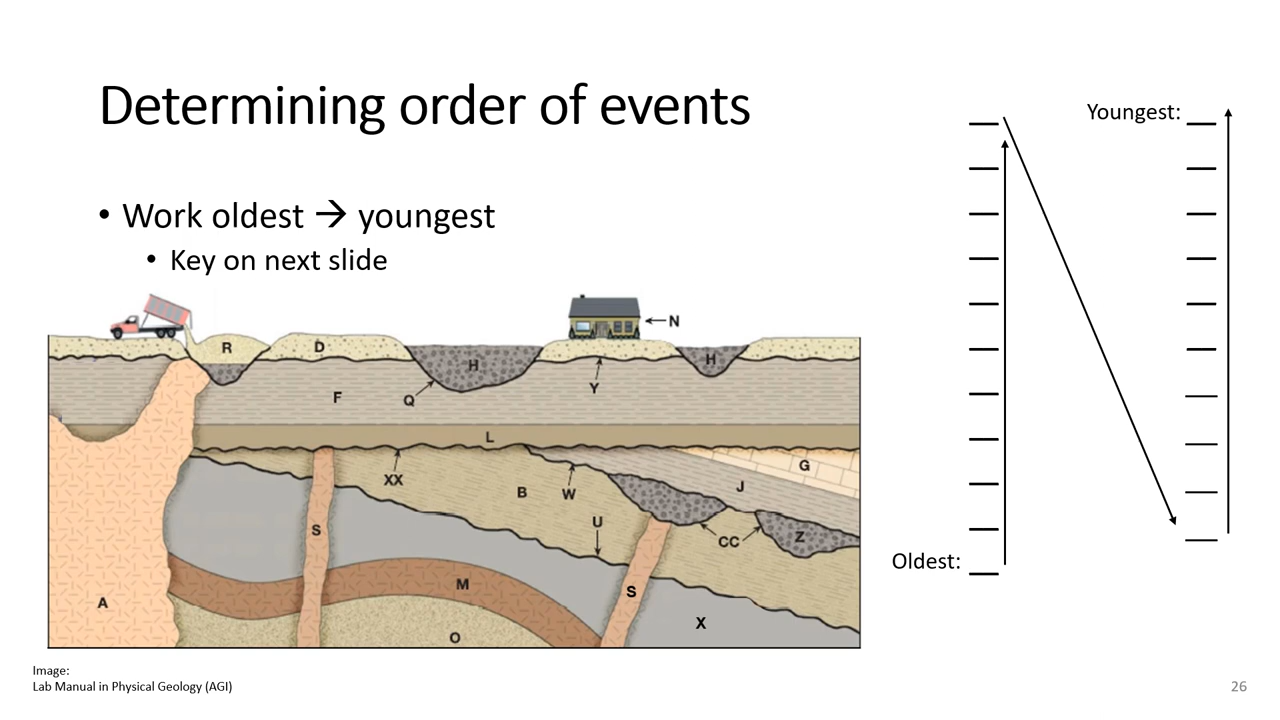 Determining order of events
• Work oldest → youngest
• Key on next slide
Youngest:
Oldest:
N
R
D
H
H
Q
Y
F
L
XX
G
J
B
W
U
CC
Z
S
S
M
A
O
X
Image:
Lab Manual in Physical Geology (AGI)
26